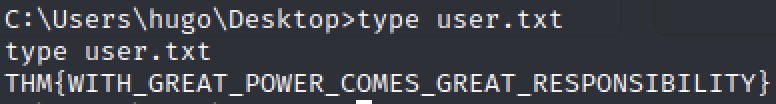 C:\Users\hugo\Desktop>type user.txt
type user.txt
THM{WITH_GREAT_POWER_COMES_GREAT_RESPONSIBILITY}